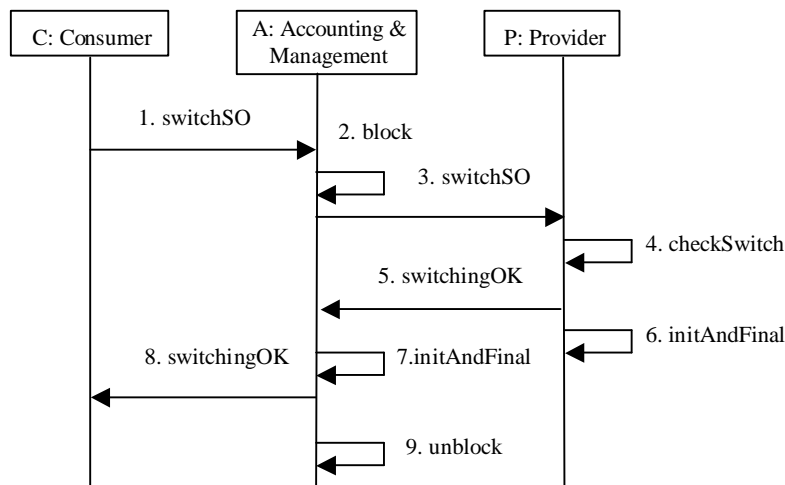 C: Consumer
A: Accounting &
Management
P: Provider
1. switchSO
2. block
3. switchSO
4. checkSwitch
5. switchingOK
6. initAndFinal
7.initAndFinal
8. switchingOK
9. unblock